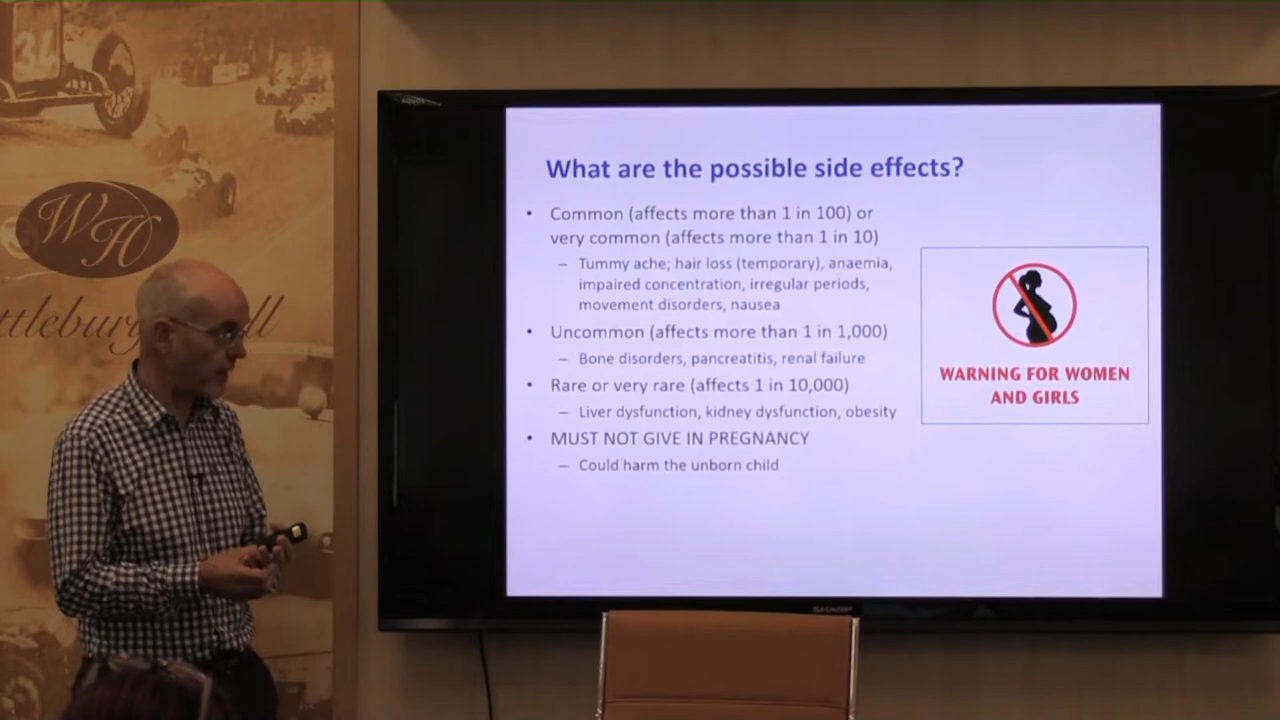 34
WH
ttlebury
ll
What are the possible side effects?
• Common (affects more than 1 in 100) or
very common (affects more than 1 in 10)
– Tummy ache; hair loss (temporary), anaemia,
impaired concentration, irregular periods,
movement disorders, nausea
• Uncommon (affects more than 1 in 1,000)
– Bone disorders, pancreatitis, renal failure
• Rare or very rare (affects 1 in 10,000)
– Liver dysfunction, kidney dysfunction, obesity
• MUST NOT GIVE IN PREGNANCY
– Could harm the unborn child
WARNING FOR WOMEN
AND GIRLS
SHARP